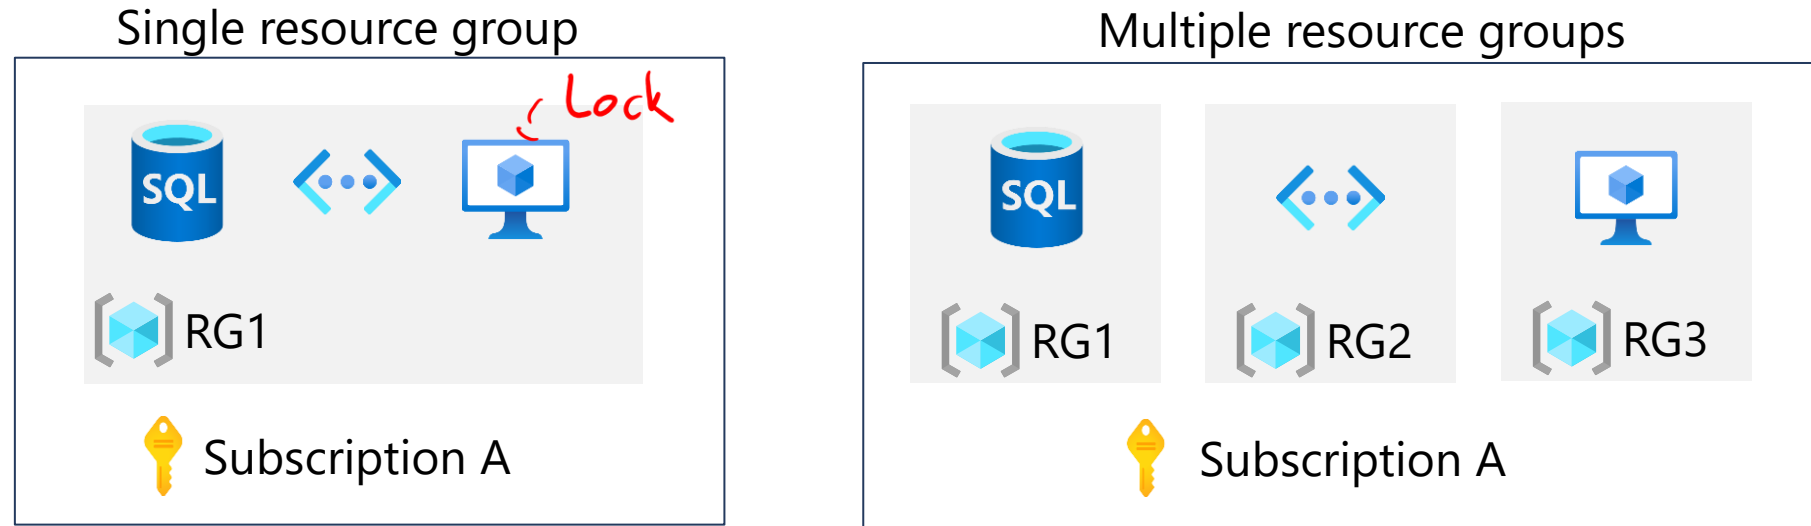 Single resource group
Lock
SQL
RG1
Subscription A
Multiple resource groups
SQL
RG1
RG2
RG3
Subscription A